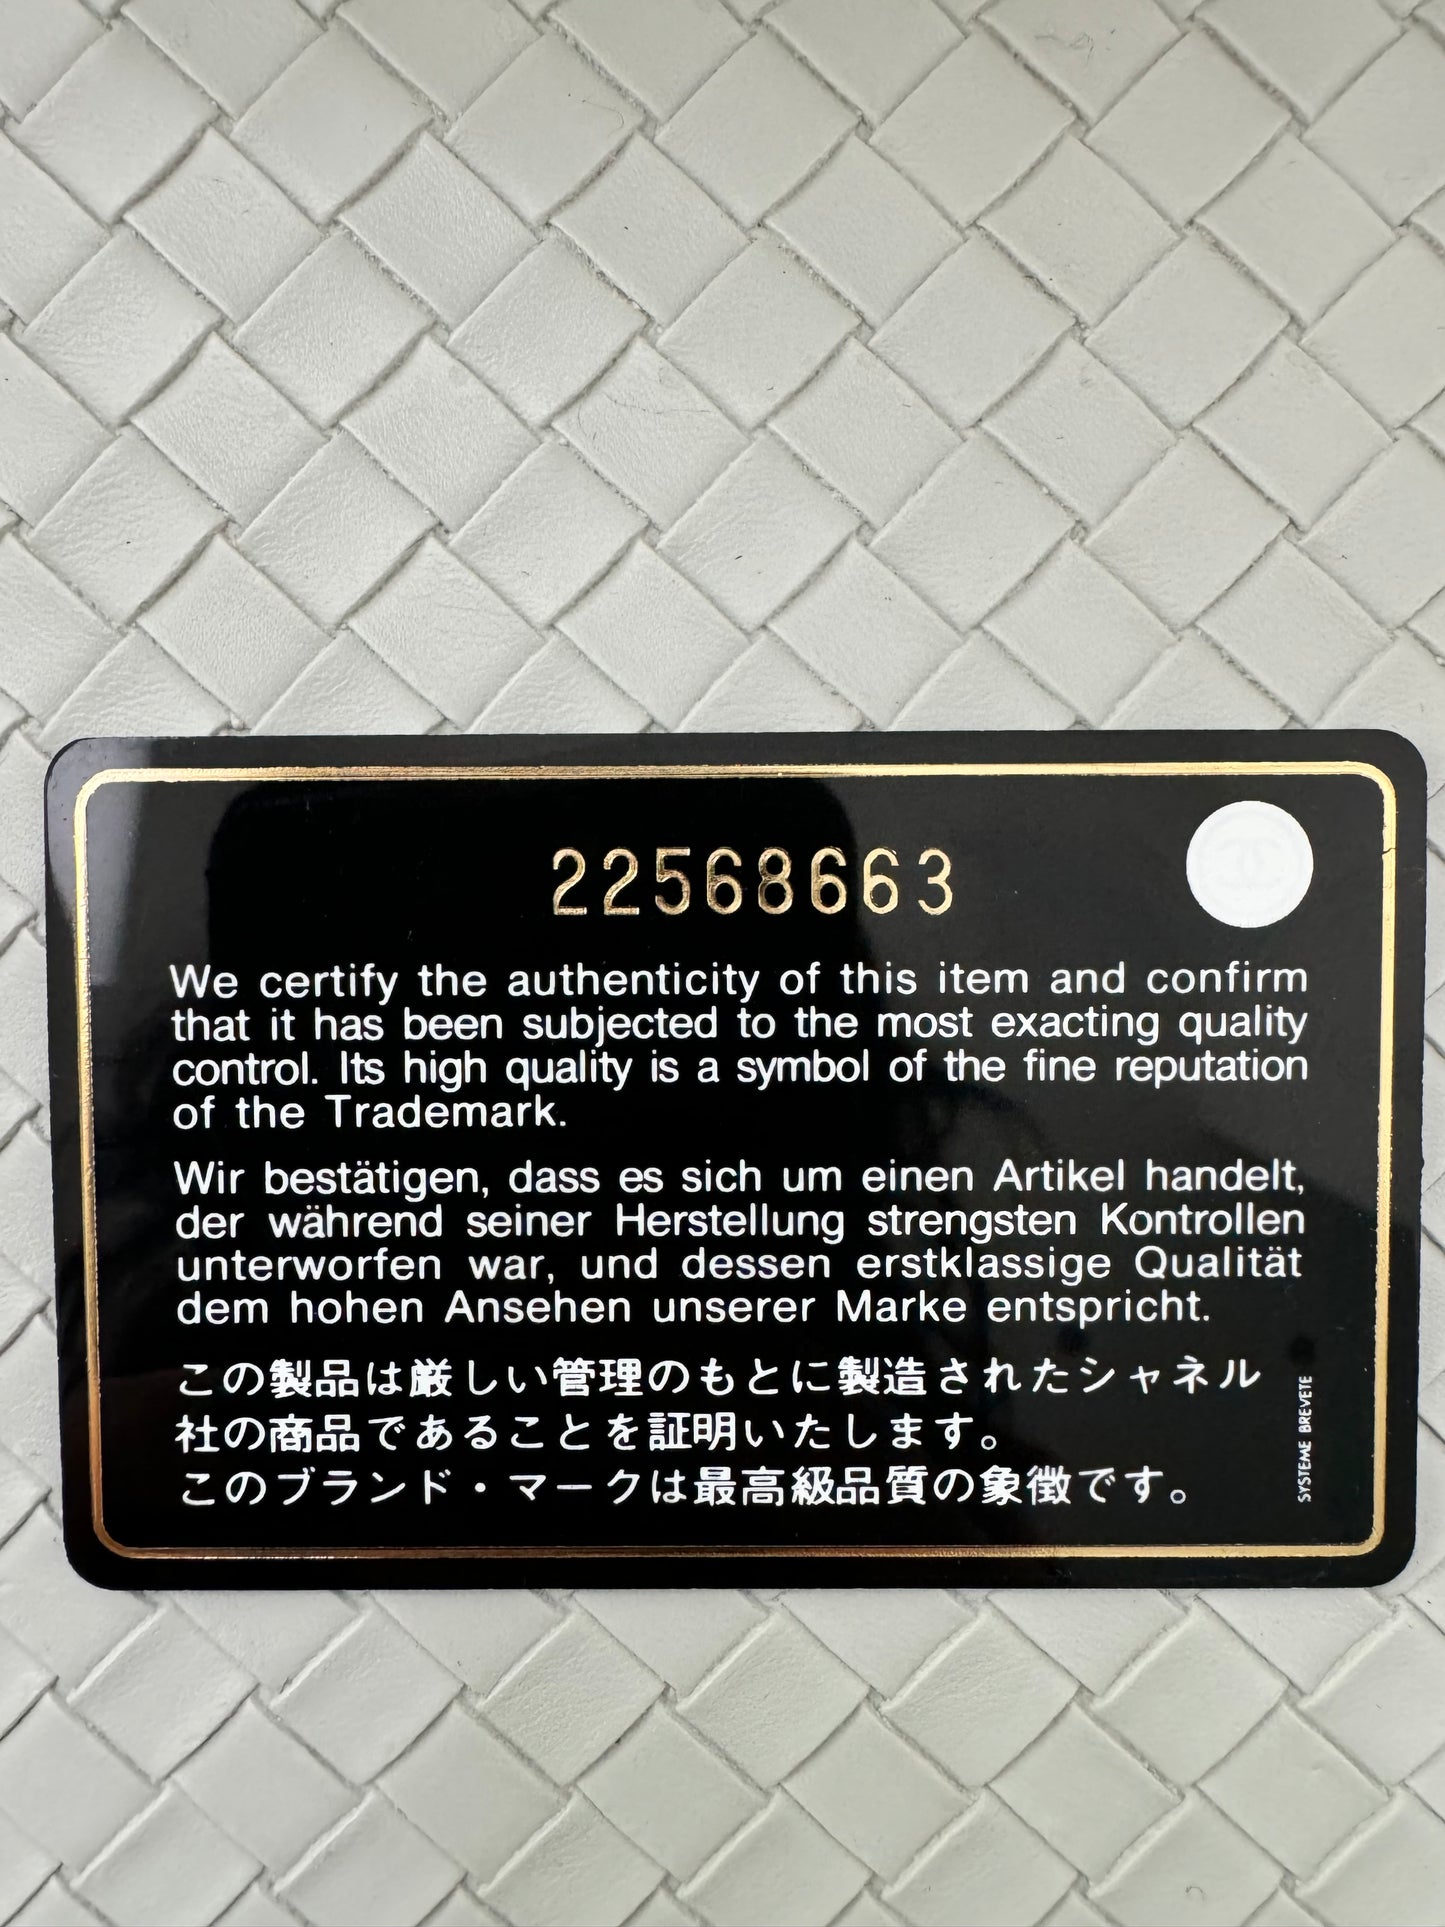 22568663
We certify the authenticity of this item and confirm
that it has been subjected to the most exacting quality
control. Its high quality is a symbol of the fine reputation
of the Trademark.
Wir bestätigen, dass es sich um einen Artikel handelt,
der während seiner Herstellung strengsten Kontrollen
unterworfen war, und dessen erstklassige Qualität
dem hohen Ansehen unserer Marke entspricht.
この製品は厳しい管理のもとに製造されたシャネル
社の商品であることを証明いたします。
このブランド・マークは最高級品質の象徴です。
SYSTEME BREVETE